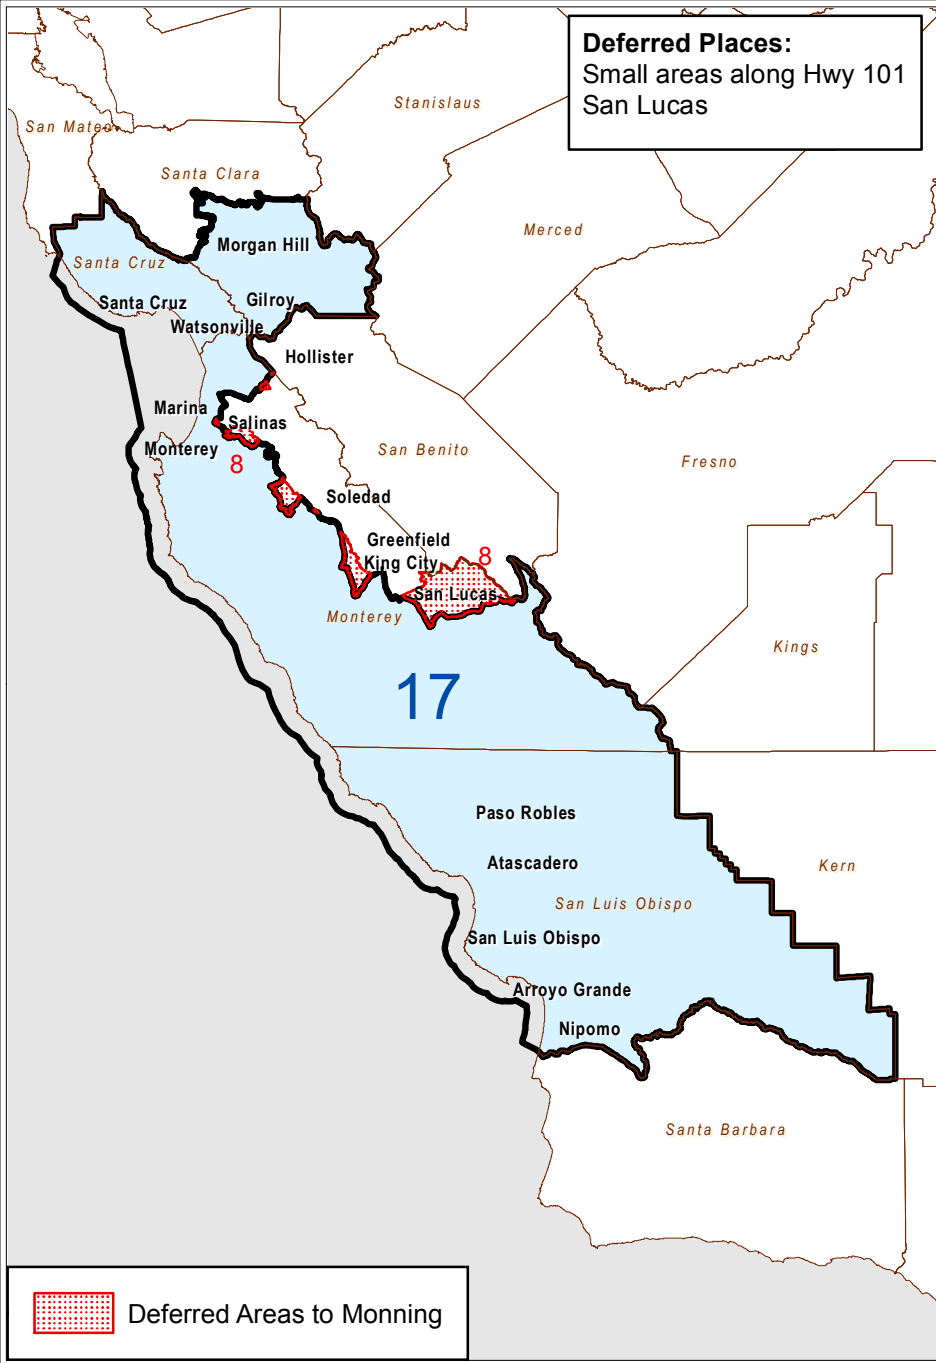 Deferred Places:
Small areas along Hwy 101
San Lucas
Stanislaus
San Mateo
Santa Clara
Merced
Morgan Hill
Santa Cruz
Santa Cruz
Gilroy
Watsonville
Hollister
Marina
Salinas
Monterey
San Benito
8
Fresno
Soledad
Greenfield
8
King City
San Lucas
Monterey
Kings
17
Paso Robles
Atascadero
Kern
San Luis Obispo
San Luis Obispo
Arroyo Grande
Nipomo
Santa Barbara
Deferred Areas to Monning